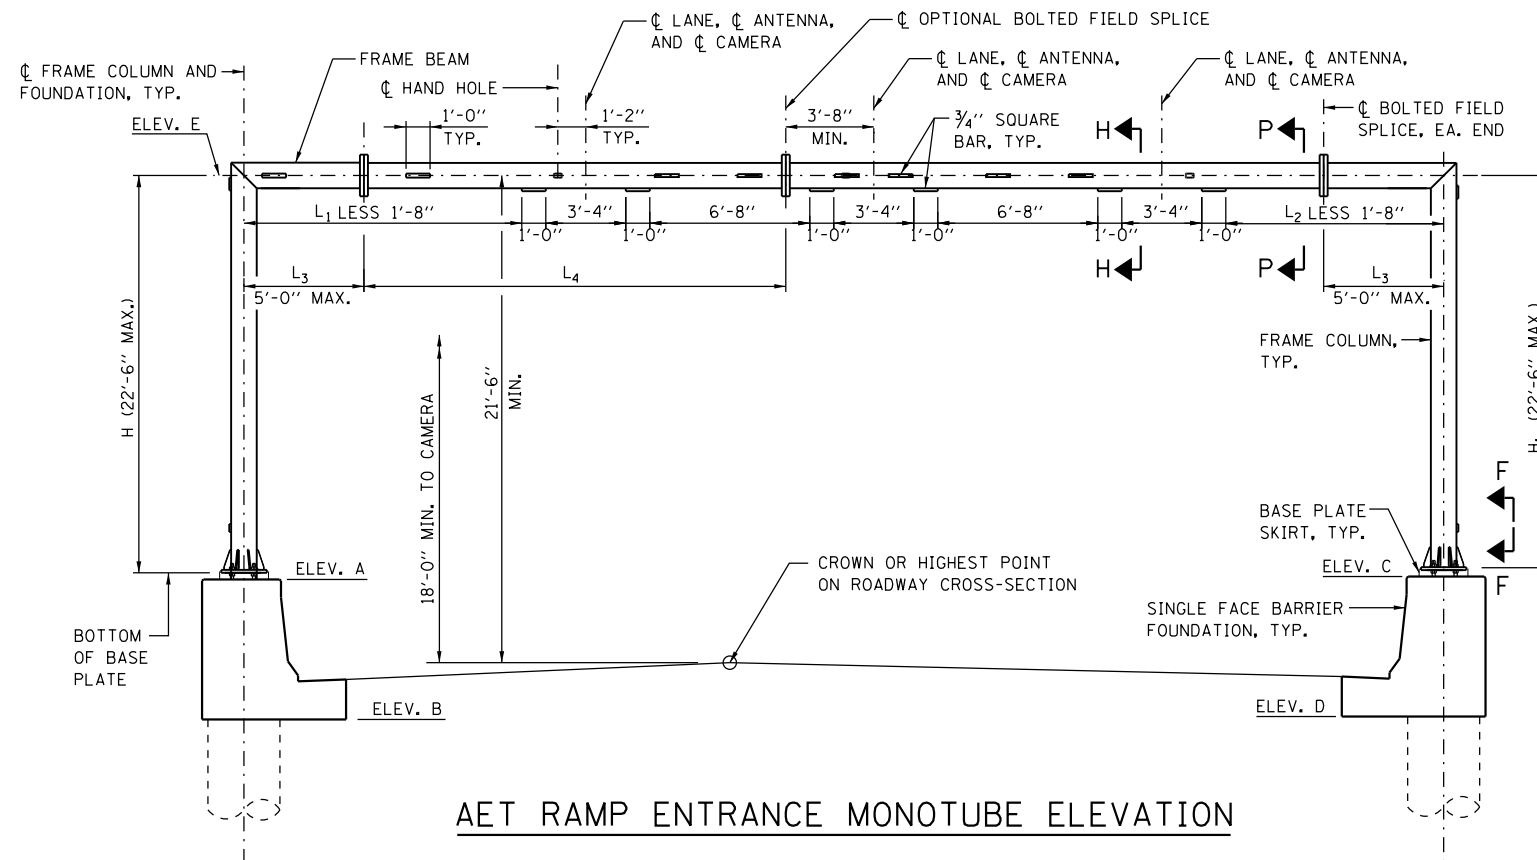 ℄ LANE, ℄ ANTENNA,
AND ℄ CAMERA
℄ OPTIONAL BOLTED FIELD SPLICE
℄ FRAME COLUMN AND
FOUNDATION, TYP.
FRAME BEAM
℄ HAND HOLE
℄ LANE, ℄ ANTENNA,
AND ℄ CAMERA
℄ LANE, ℄ ANTENNA,
AND ℄ CAMERA
ELEV. E
1'-0"
TYP.
1'-2"
TYP.
3'-8"
MIN.
3/4" SQUARE
BAR, TYP.
H
P
℄ BOLTED FIELD
SPLICE, EA. END
L1 LESS 1'-8"
3'-4"
6'-8"
3'-4"
6'-8"
3'-4"
L2 LESS 1'-8"
1'-0"
1'-0"
1'-0"
1'-0"
1'-0"
1'-0"
H
P
L3
5'-0" MAX.
L4
L3
5'-0" MAX.
H (22'-6" MAX.)
18'-0" MIN. TO CAMERA
21'-6"
MIN.
FRAME COLUMN,
TYP.
(22'-6" MAX.)
F
BASE PLATE
SKIRT, TYP.
ELEV. A
CROWN OR HIGHEST POINT
ON ROADWAY CROSS-SECTION
ELEV. C
F
BOTTOM
OF BASE
PLATE
SINGLE FACE BARRIER
FOUNDATION, TYP.
ELEV. B
ELEV. D
AET RAMP ENTRANCE MONOTUBE ELEVATION